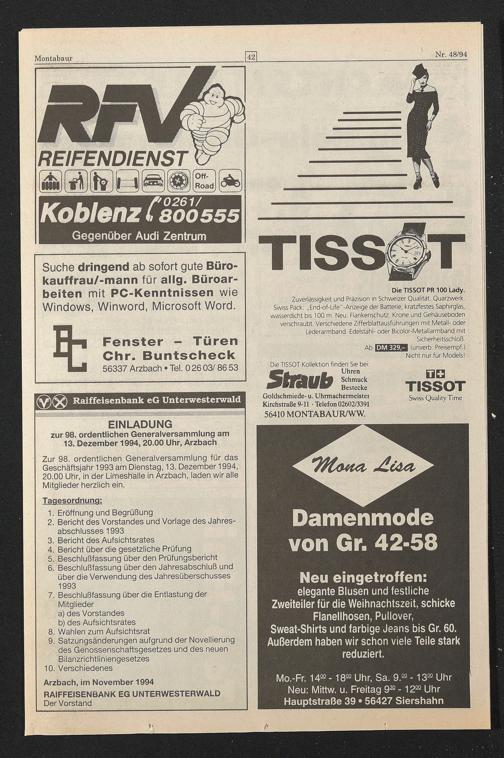 Montabaur
42
Nr. 48/94
RFV
REIFENDIENST
Off-
Road
Koblenz 0261/
800555
Gegenüber Audi Zentrum
Suche dringend ab sofort gute Büro-
kauffrau/-mann für allg. Büroar-
beiten mit PC-Kenntnissen wie
Windows, Winword, Microsoft Word.
Fenster – Türen
Chr. Buntscheck
56337 Arzbach • Tel. 0 26 03 / 86 53
Raiffeisenbank eG Unterwesterwald
EINLADUNG
zur 98. ordentlichen Generalversammlung am
13. Dezember 1994, 20.00 Uhr, Arzbach
Zur 98. ordentlichen Generalversammlung für das
Geschäftsjahr 1993 am Dienstag, 13. Dezember 1994,
20.00 Uhr, in der Limeshalle in Arzbach, laden wir alle
Mitglieder herzlich ein.
Tagesordnung:
1. Eröffnung und Begrüßung
2. Bericht des Vorstandes und Vorlage des Jahres-
abschlusses 1993
3. Bericht des Aufsichtsrates
4. Bericht über die gesetzliche Prüfung
5. Beschlußfassung über den Prüfungsbericht
6. Beschlußfassung über den Jahresabschluß und
über die Verwendung des Jahresüberschusses
1993
7. Beschlußfassung über die Entlastung der
Mitglieder
a) des Vorstandes
b) des Aufsichtsrates
8. Wahlen zum Aufsichtsrat
9. Satzungsänderungen aufgrund der Novellierung
des Genossenschaftsgesetzes und des neuen
Bilanzrichtliniengesetzes
10. Verschiedenes
Arzbach, im November 1994
RAIFFEISENBANK EG UNTERWESTERWALD
Der Vorstand
TISSOT
Die TISSOT PR 100 Lady.
Zuverlässigkeit und Präzision in Schweizer Qualität. Quarzwerk.
Swiss Pack. „End-of-Life“-Anzeige der Batterie, kratzfestes Saphirglas,
wasserdicht bis 100 m. Neu: Flankenschutz. Krone und Gehäuseboden
verschraubt. Verschiedene Zifferblattausführungen mit Metall- oder
Lederarmband. Edelstahl- oder Bicolor-Metallarmband mit
Sicherheitsschloß.
Ab DM 329,– (unverb. Preisempf.)
Nicht nur für Models!
Die TISSOT Kollektion finden Sie bei
Straub
Uhren
Schmuck
Bestecke
Goldschmiede- u. Uhrmachermeister
Kirchstraße 9-11 · Telefon 02602/3391
56410 MONTABAUR/WW.
TISSOT
Swiss Quality Time
Mona Lisa
Damenmode
von Gr. 42-58
Neu eingetroffen:
elegante Blusen und festliche
Zweiteiler für die Weihnachtszeit, schicke
Flanellhosen, Pullover,
Sweat-Shirts und farbige Jeans bis Gr. 60.
Außerdem haben wir schon viele Teile stark
reduziert.
Mo.-Fr. 14⁰⁰ - 18⁰⁰ Uhr, Sa. 9.⁰⁰ - 13⁰⁰ Uhr
Neu: Mittw. u. Freitag 9⁰⁰ - 12⁰⁰ Uhr
Hauptstraße 39 • 56427 Siershahn